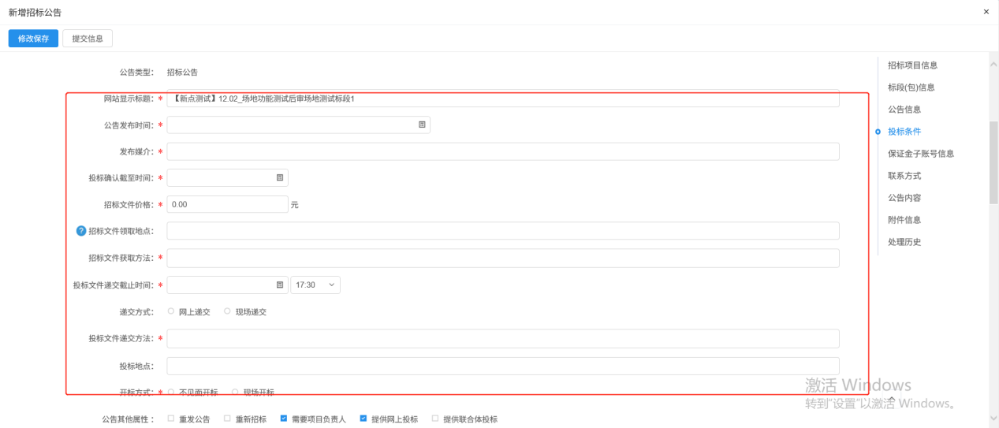 新增招标公告 ×
修改保存 提交信息
公告类型： 招标公告
网站显示标题：* 【新点测试】12.02_场地功能测试后审场地测试标段1
公告发布时间：*
发布媒介：*
投标确认截至时间：*
招标文件价格：* 0.00 元
? 招标文件领取地点：
招标文件获取方法：*
投标文件递交截止时间：* 17:30
递交方式： 网上递交 现场递交
投标文件递交方法：*
投标地点：
开标方式：* 不见面开标 现场开标
公告其他属性： 重发公告 重新招标 需要项目负责人 提供网上投标 提供联合体投标
招标项目信息
标段(包)信息
公告信息
投标条件
保证金子账号信息
联系方式
公告内容
附件信息
处理历史
激活 Windows
转到"设置"以激活 Windows。